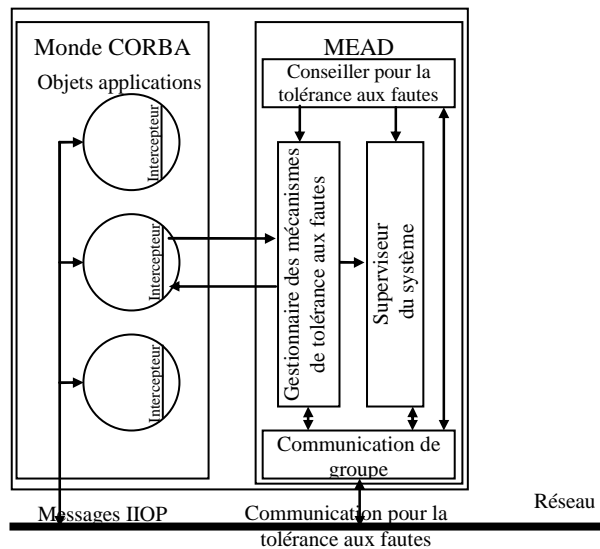 Monde CORBA
Objets applications
Intercepteur
Intercepteur
Intercepteur
MEAD
Conseiller pour la
tolérance aux fautes
Gestionnaire des mécanismes
de tolérance aux fautes
Superviseur
du système
Communication de
groupe
Messages IIOP
Communication pour la
tolérance aux fautes
Réseau